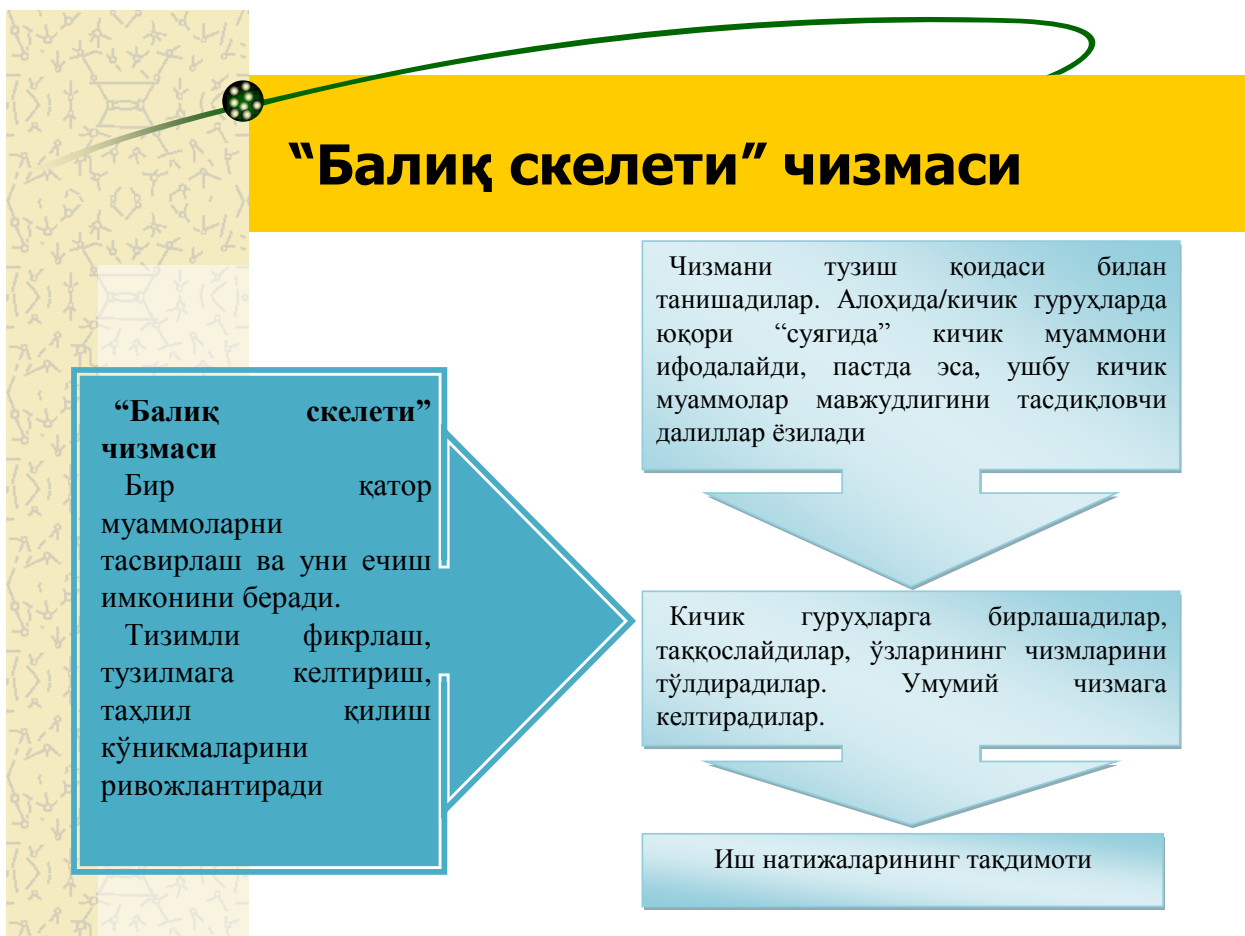 “Балиқ скелети” чизмаси
“Балиқ скелети”
чизмаси
Бир қатор
муаммоларни
тасвирлаш ва уни ечиш
имконини беради.
Тизимли фикрлаш,
тузилмага келтириш,
таҳлил қилиш
кўникмаларини
ривожлантиради
Чизмани тузиш қоидаси билан
танишадилар. Алоҳида/кичик гуруҳларда
юқори “суягида” кичик муаммони
ифодалайди, пастда эса, ушбу кичик
муаммолар мавжудлигини тасдиқловчи
далиллар ёзилади
Кичик гуруҳларга бирлашадилар,
таққослайдилар, ўзларининг чизмларини
тўлдирадилар. Умумий чизмага
келтирадилар.
Иш натижаларининг тақдимоти